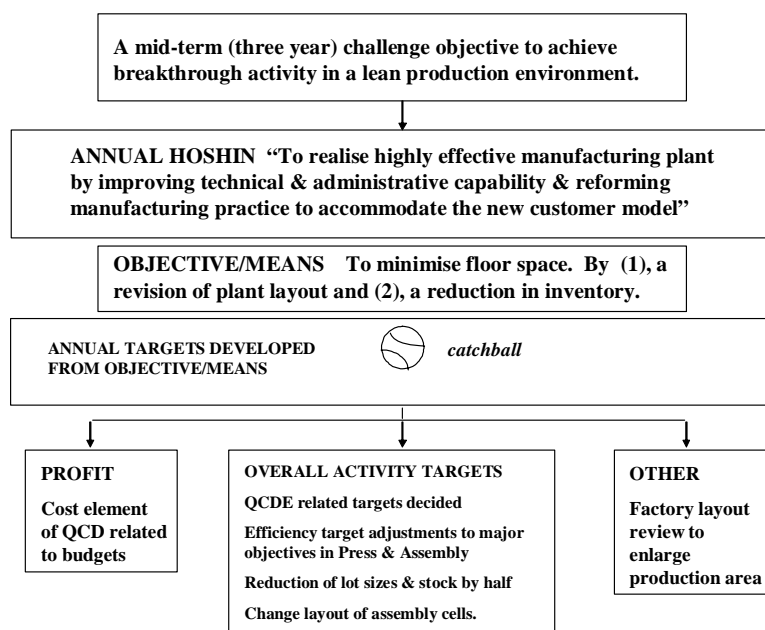 A mid-term (three year) challenge objective to achieve
breakthrough activity in a lean production environment.
ANNUAL HOSHIN “To realise highly effective manufacturing plant
by improving technical & administrative capability & reforming
manufacturing practice to accommodate the new customer model”
OBJECTIVE/MEANS To minimise floor space. By (1), a
revision of plant layout and (2), a reduction in inventory.
ANNUAL TARGETS DEVELOPED
FROM OBJECTIVE/MEANS
catchball
PROFIT
Cost element
of QCD related
to budgets
OVERALL ACTIVITY TARGETS
QCDE related targets decided
Efficiency target adjustments to major
objectives in Press & Assembly
Reduction of lot sizes & stock by half
Change layout of assembly cells.
OTHER
Factory layout
review to
enlarge
production area